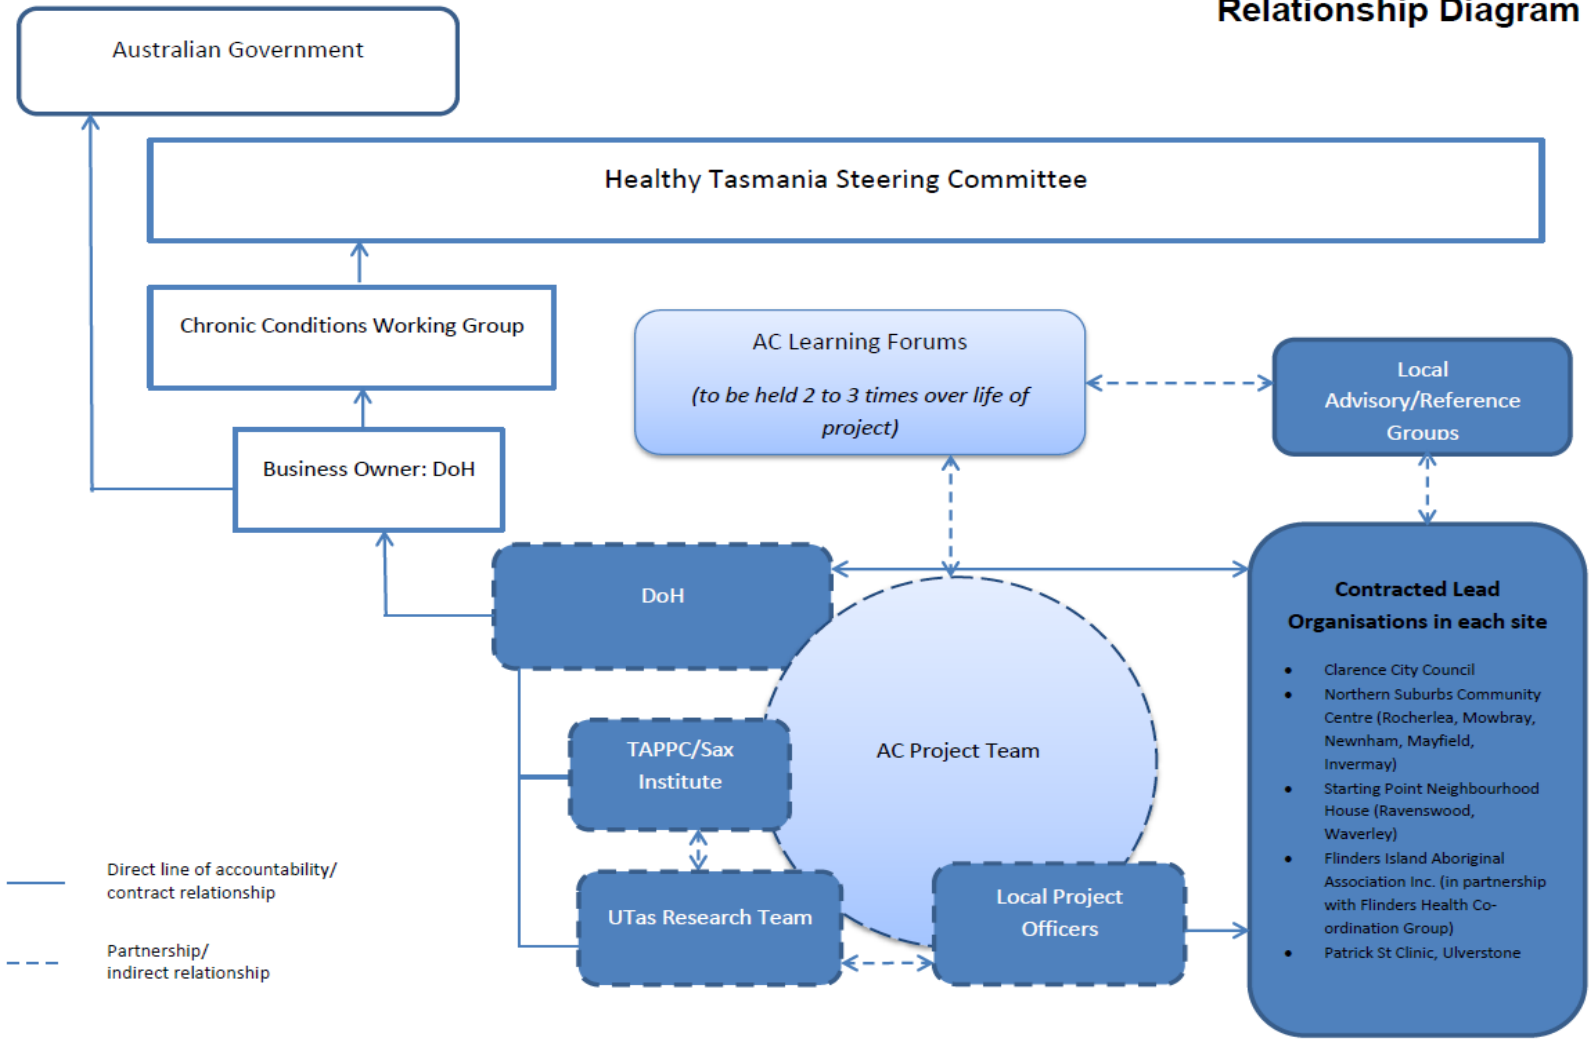 Relationship Diagram
Australian Government
Healthy Tasmania Steering Committee
Chronic Conditions Working Group
AC Learning Forums
(to be held 2 to 3 times over life of
project)
Local
Advisory/Reference
Groups
Business Owner: DoH
DoH
Contracted Lead
Organisations in each site
• Clarence City Council
• Northern Suburbs Community
Centre (Rocherlea, Mowbray,
Newnham, Mayfield,
Invermay)
• Starting Point Neighbourhood
House (Ravenswood,
Waverley)
• Flinders Island Aboriginal
Association Inc. (in partnership
with Flinders Health Co-
ordination Group)
• Patrick St Clinic, Ulverstone
TAPPC/Sax
Institute
AC Project Team
UTas Research Team
Local Project
Officers
Direct line of accountability/
contract relationship
Partnership/
indirect relationship